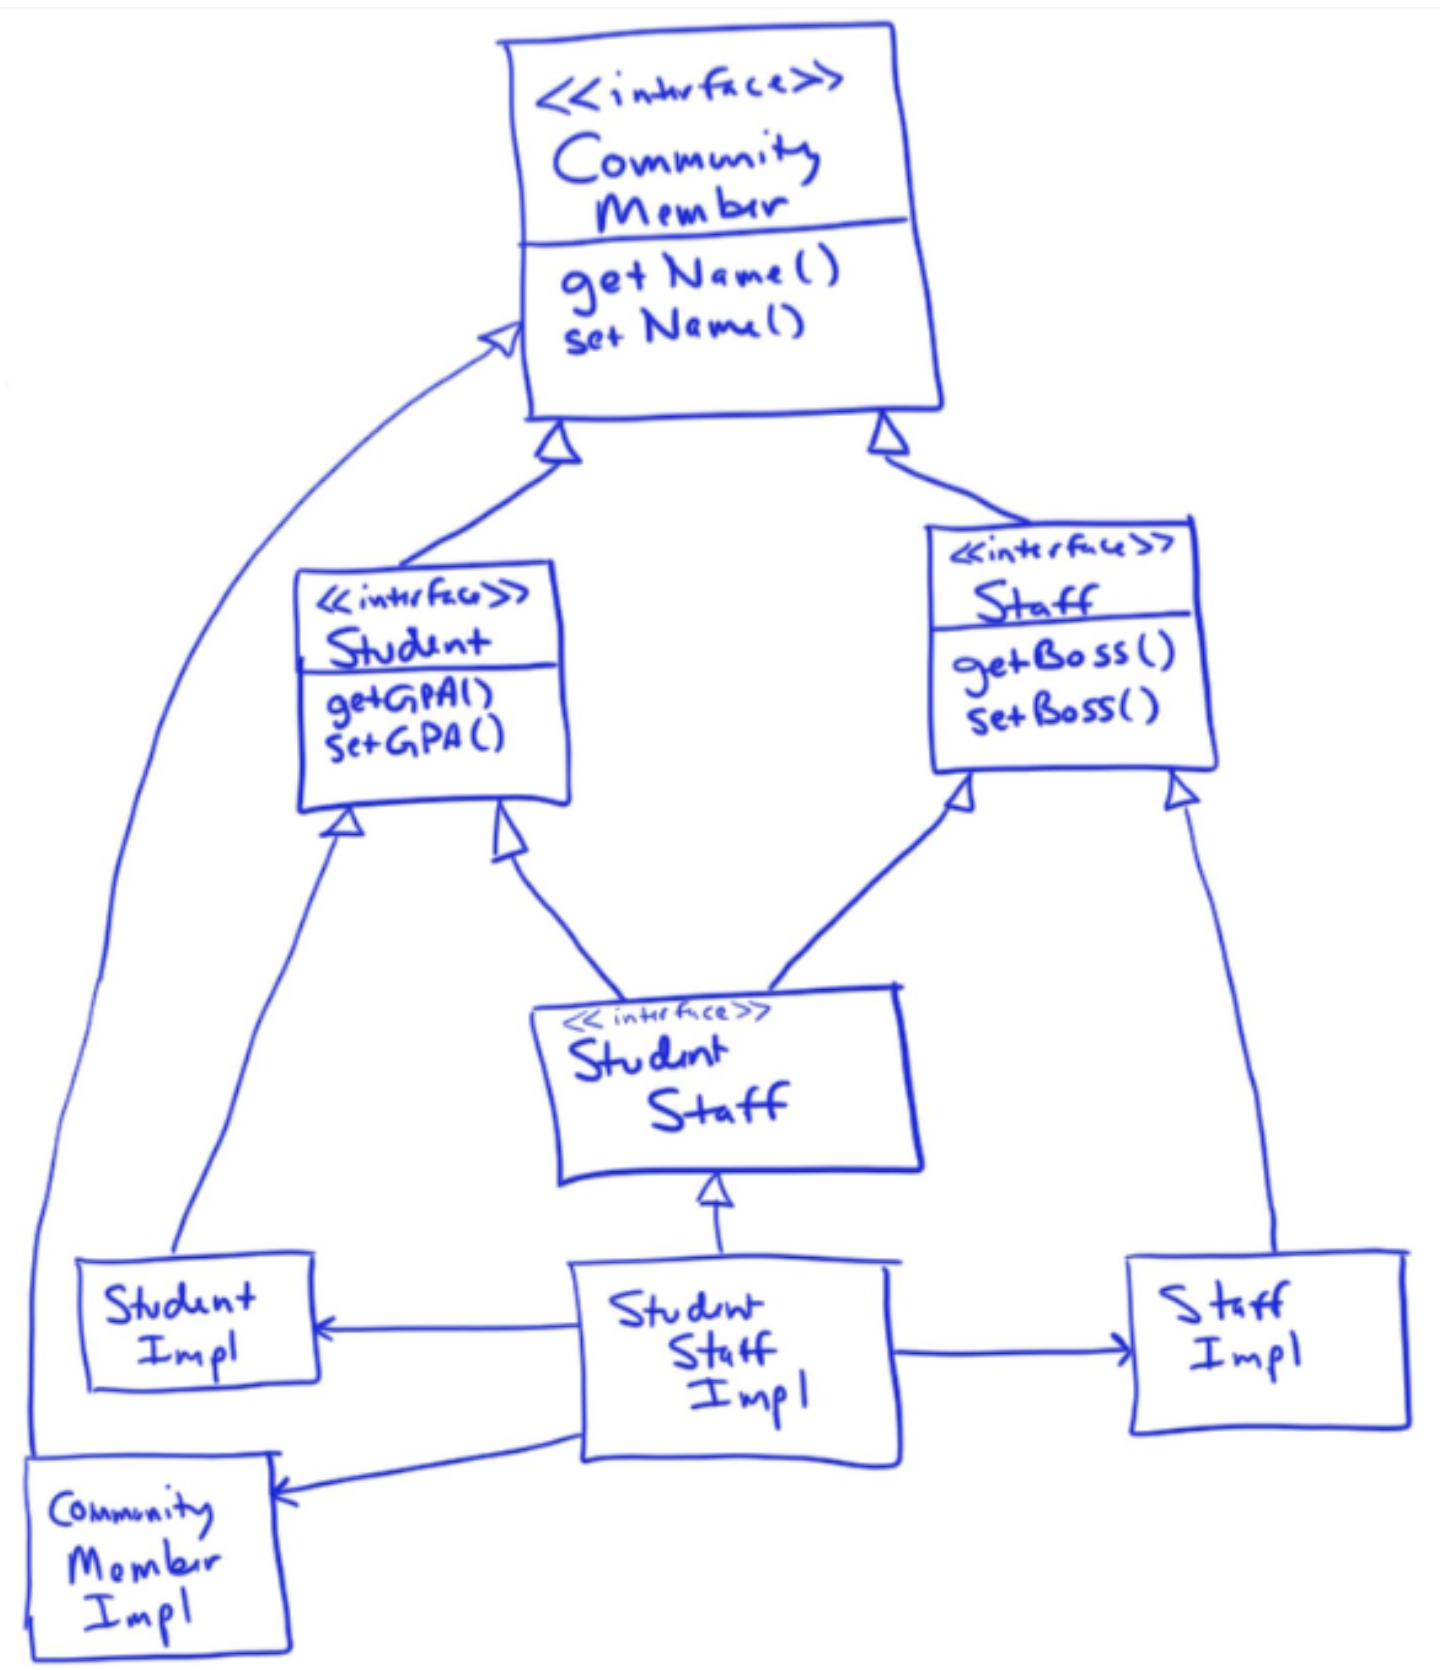 <<interface>>
Community
Member
getName()
setName()
<<interface>>
Student
getGPA()
setGPA()
<<interface>>
Staff
getBoss()
setBoss()
<<interface>>
Student
Staff
Student
Impl
Student
Staff
Impl
Staff
Impl
Community
Member
Impl